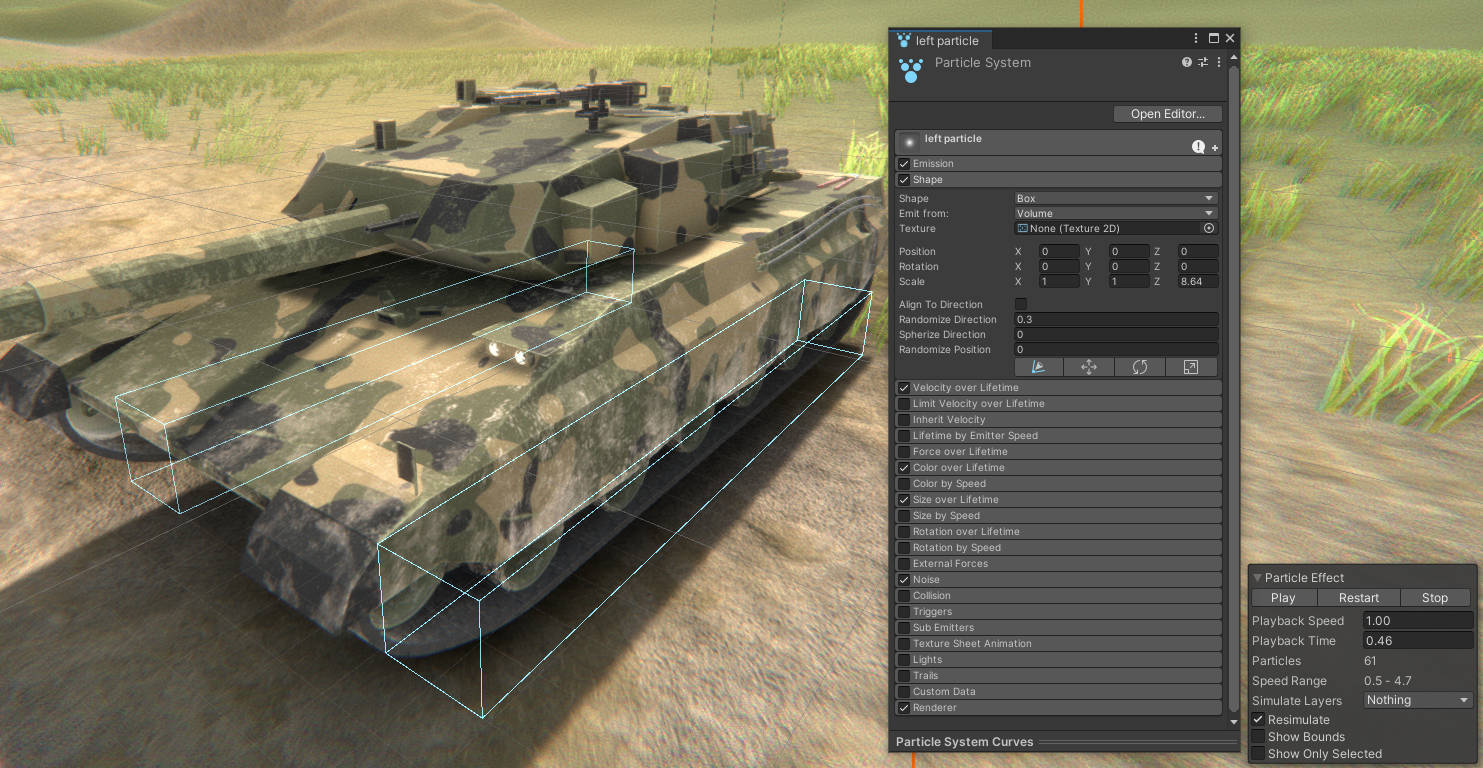 left particle
Particle System
Open Editor...
left particle
Emission
Shape
Shape Box
Emit from: Volume
Texture None (Texture 2D)
Position X 0 Y 0 Z 0
Rotation X 0 Y 0 Z 0
Scale X 1 Y 1 Z 8.64
Align To Direction
Randomize Direction 0.3
Spherize Direction 0
Randomize Position 0
Velocity over Lifetime
Limit Velocity over Lifetime
Inherit Velocity
Lifetime by Emitter Speed
Force over Lifetime
Color over Lifetime
Color by Speed
Size over Lifetime
Size by Speed
Rotation over Lifetime
Rotation by Speed
External Forces
Noise
Collision
Triggers
Sub Emitters
Texture Sheet Animation
Lights
Trails
Custom Data
Renderer
Particle System Curves
Particle Effect
Play Restart Stop
Playback Speed 1.00
Playback Time 0.46
Particles 61
Speed Range 0.5 - 4.7
Simulate Layers Nothing
Resimulate
Show Bounds
Show Only Selected